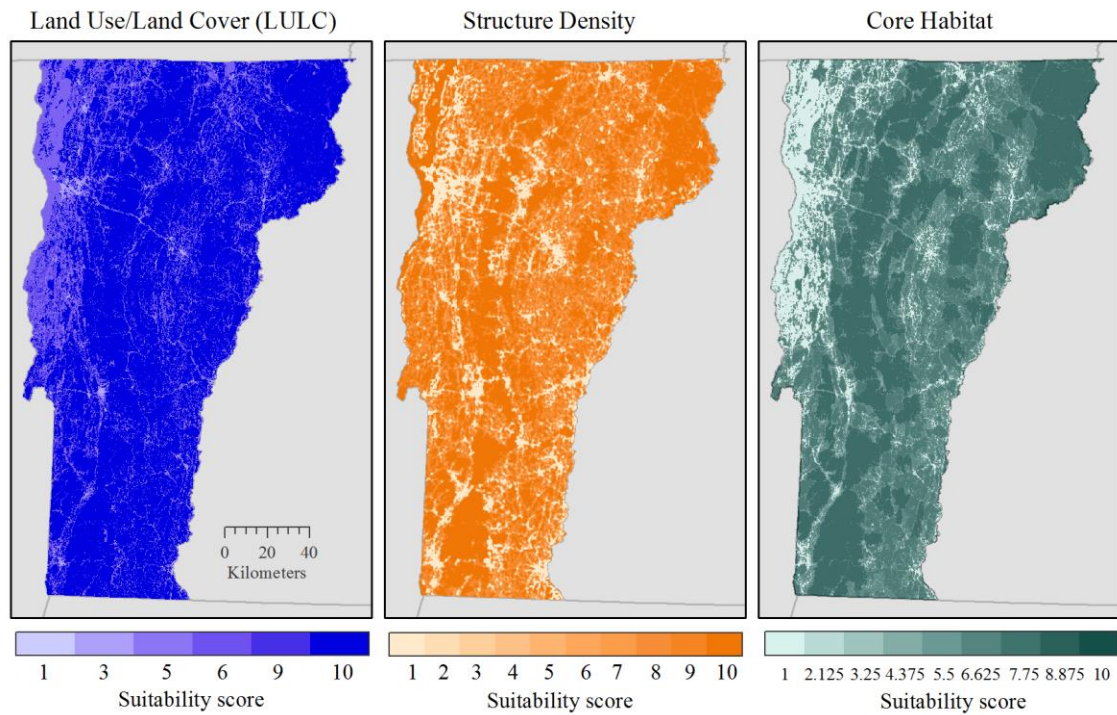 Land Use/Land Cover (LULC)
Structure Density
Core Habitat
0 20 40
Kilometers
1 3 5 6 9 10
Suitability score
1 2 3 4 5 6 7 8 9 10
Suitability score
1 2.125 3.25 4.375 5.5 6.625 7.75 8.875 10
Suitability score